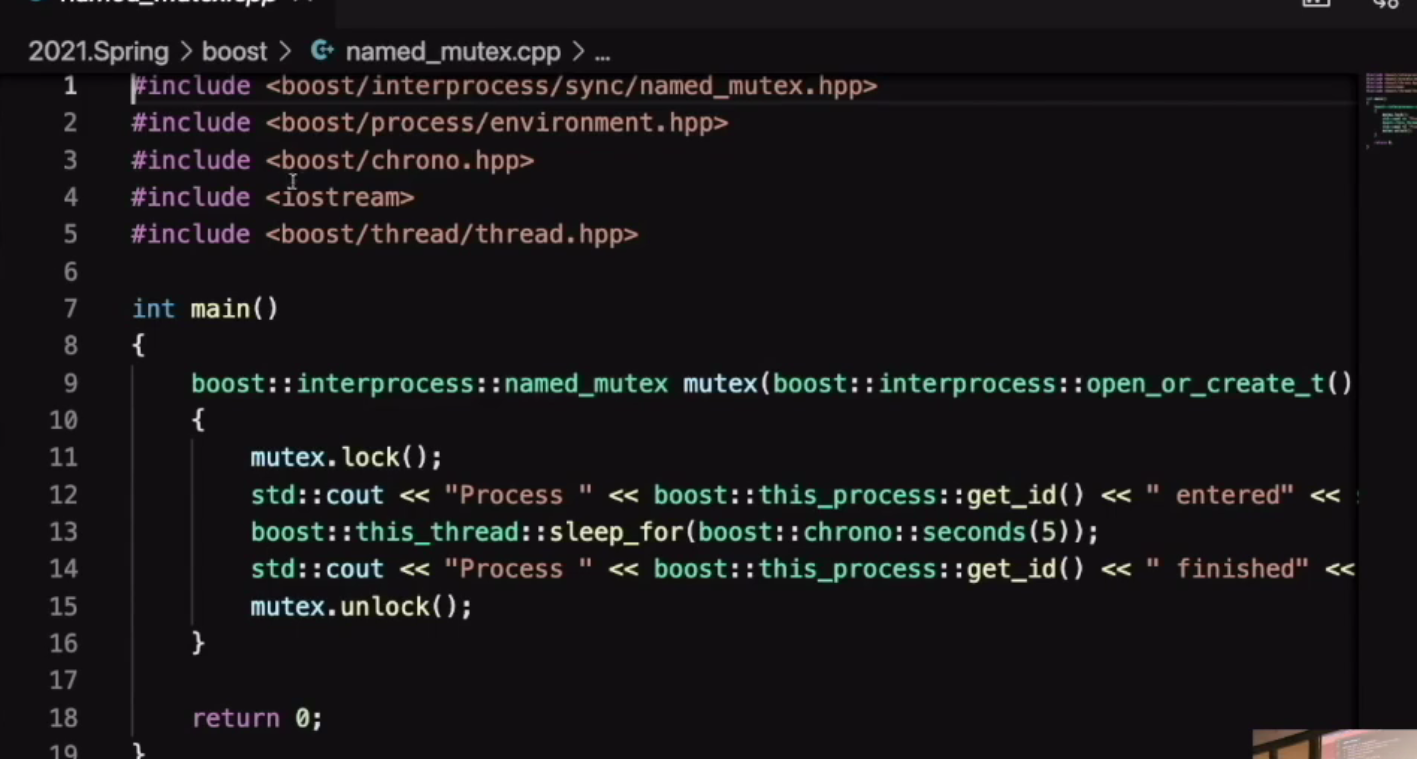 named_mutex.cpp
2021.Spring > boost > named_mutex.cpp > ...
1 #include <boost/interprocess/sync/named_mutex.hpp>
2 #include <boost/process/environment.hpp>
3 #include <boost/chrono.hpp>
4 #include <iostream>
5 #include <boost/thread/thread.hpp>
6
7 int main()
8 {
9 boost::interprocess::named_mutex mutex(boost::interprocess::open_or_create_t()
10 {
11 mutex.lock();
12 std::cout << "Process " << boost::this_process::get_id() << " entered" <<
13 boost::this_thread::sleep_for(boost::chrono::seconds(5));
14 std::cout << "Process " << boost::this_process::get_id() << " finished" <<
15 mutex.unlock();
16 }
17
18 return 0;
19 }